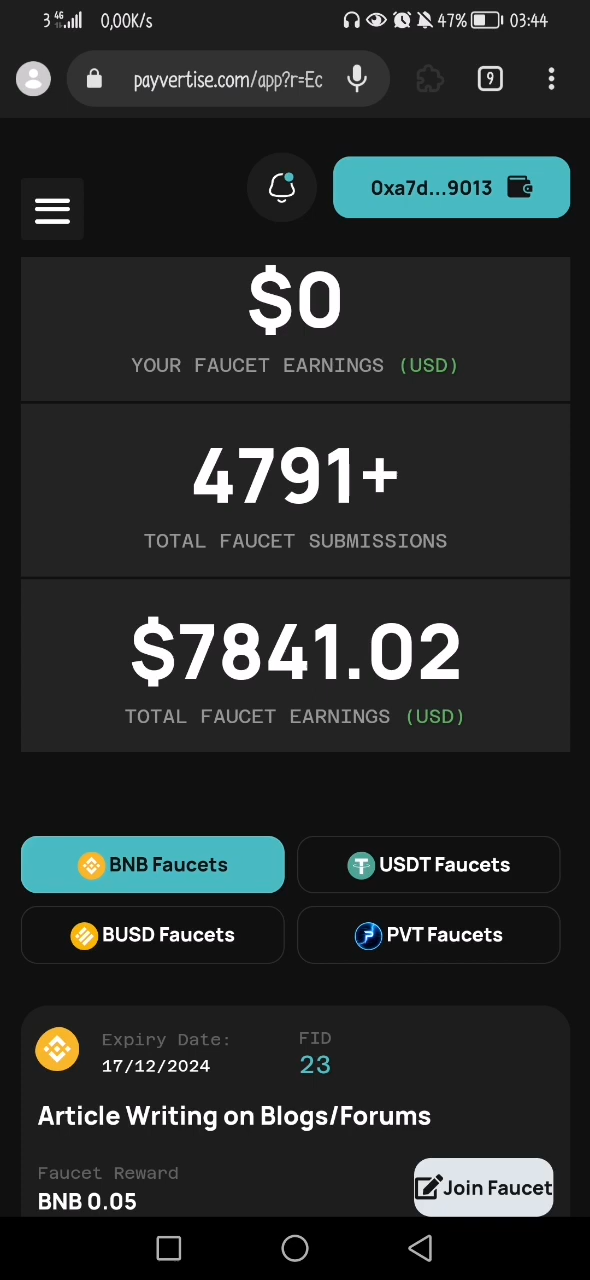 3 4G 0,00K/s 47% 03:44
payvertise.com/app?r=Ec 9
0xa7d...9013
$0
YOUR FAUCET EARNINGS (USD)
4791+
TOTAL FAUCET SUBMISSIONS
$7841.02
TOTAL FAUCET EARNINGS (USD)
BNB Faucets USDT Faucets
BUSD Faucets PVT Faucets
Expiry Date: FID
17/12/2024 23
Article Writing on Blogs/Forums
Faucet Reward
BNB 0.05 Join Faucet